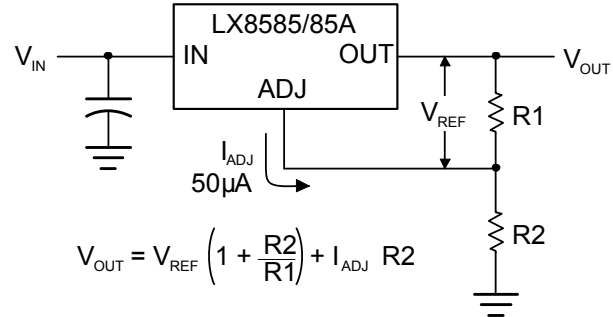 LX8585/85A
V_IN
IN
OUT
V_OUT
ADJ
V_REF
R1
I_ADJ
50µA
R2
V_OUT = V_REF (1 + R2/R1) + I_ADJ R2